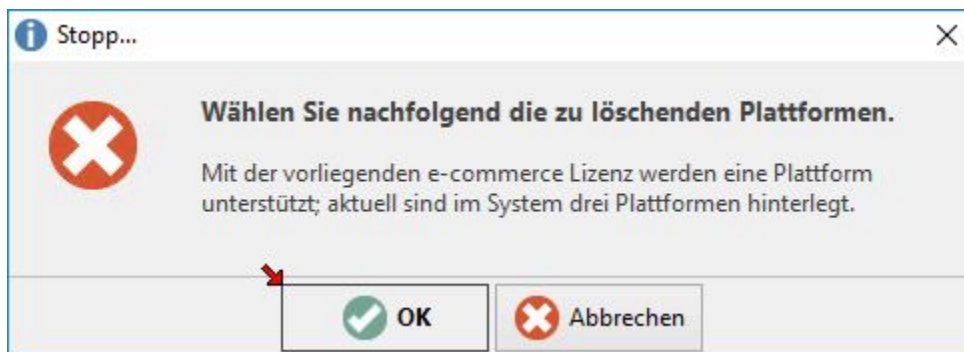 Stopp...
Wählen Sie nachfolgend die zu löschenden Plattformen.
Mit der vorliegenden e-commerce Lizenz werden eine Plattform
unterstützt; aktuell sind im System drei Plattformen hinterlegt.
OK
Abbrechen